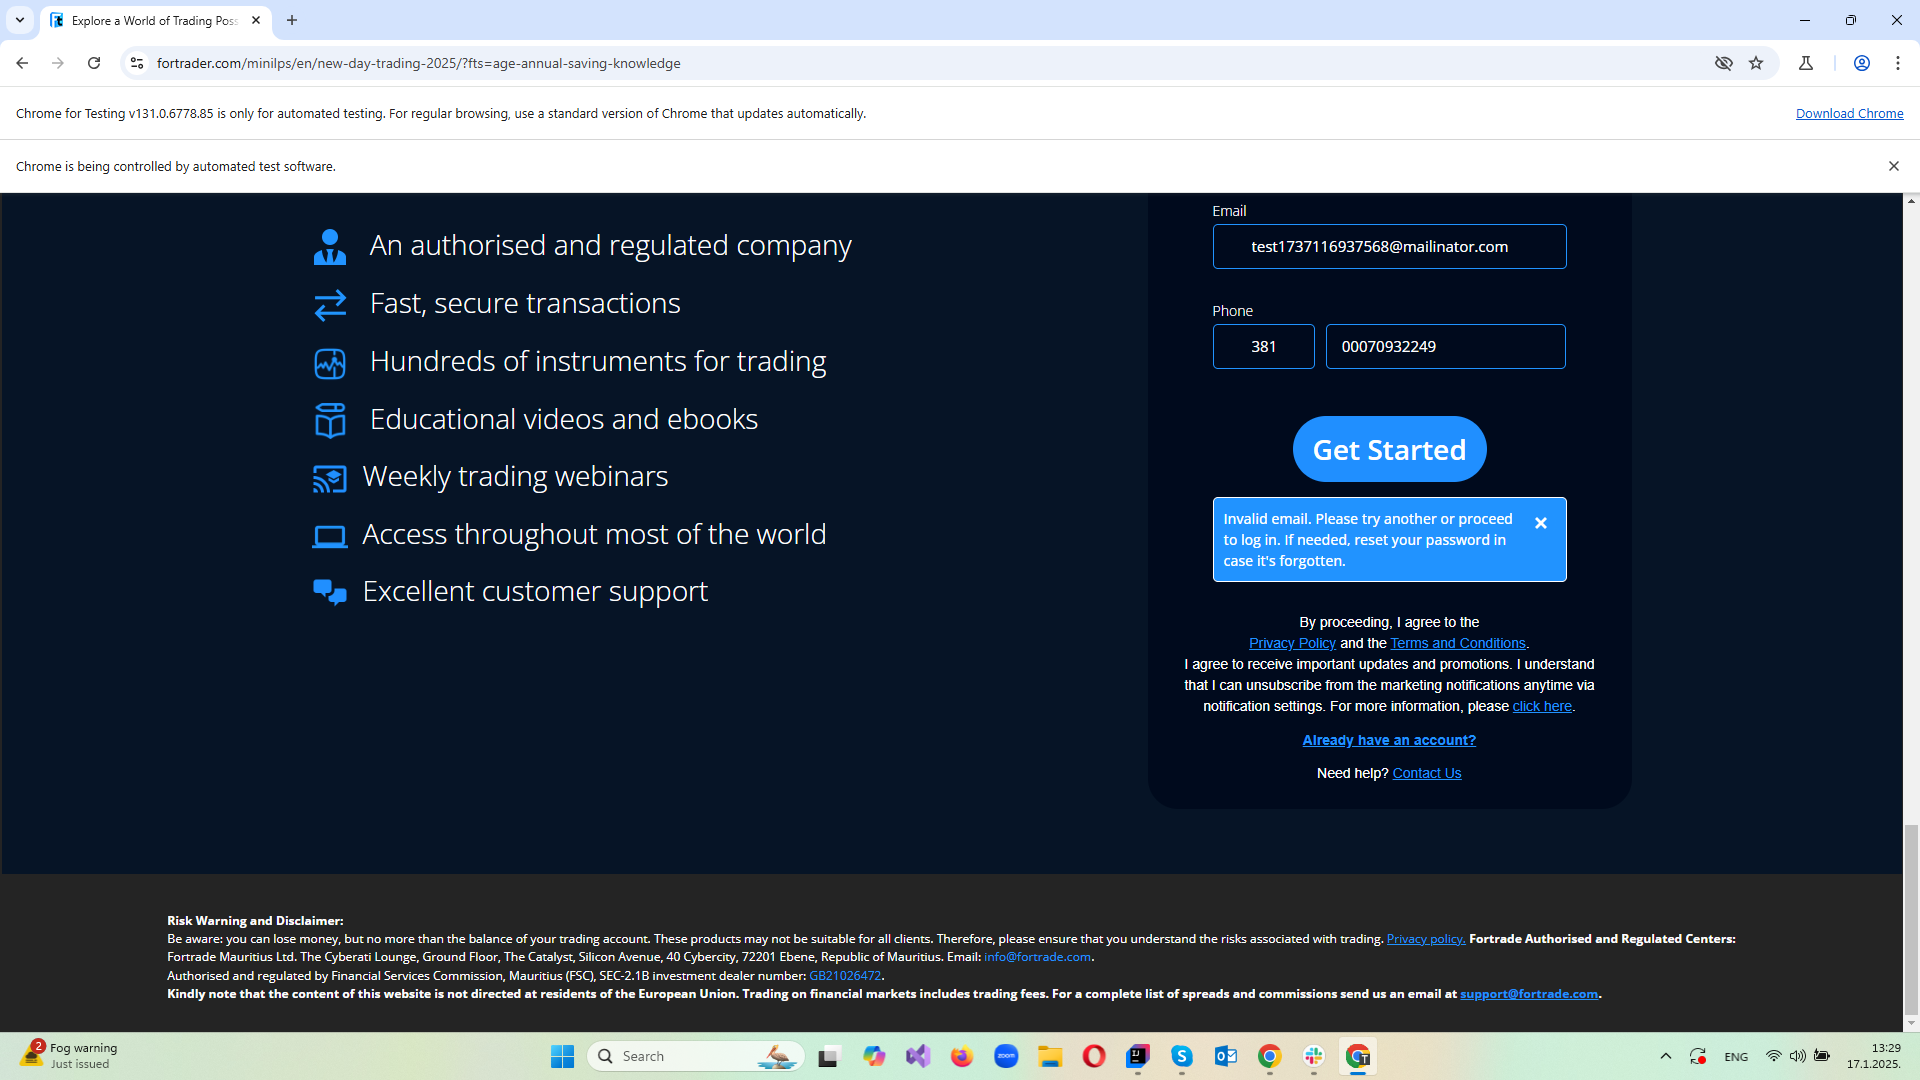 Explore a World of Trading Pos
fortrader.com/minilps/en/new-day-trading-2025/?fts=age-annual-saving-knowledge
Chrome for Testing v131.0.6778.85 is only for automated testing. For regular browsing, use a standard version of Chrome that updates automatically.
Download Chrome
Chrome is being controlled by automated test software.
An authorised and regulated company
Fast, secure transactions
Hundreds of instruments for trading
Educational videos and ebooks
Weekly trading webinars
Access throughout most of the world
Excellent customer support
Email
test1737116937568@mailinator.com
Phone
381
00070932249
Get Started
Invalid email. Please try another or proceed
to log in. If needed, reset your password in
case it's forgotten.
By proceeding, I agree to the
Privacy Policy and the Terms and Conditions.
I agree to receive important updates and promotions. I understand
that I can unsubscribe from the marketing notifications anytime via
notification settings. For more information, please click here.
Already have an account?
Need help? Contact Us
Risk Warning and Disclaimer:
Be aware: you can lose money, but no more than the balance of your trading account. These products may not be suitable for all clients. Therefore, please ensure that you understand the risks associated with trading. Privacy policy. Fortrade Authorised and Regulated Centers:
Fortrade Mauritius Ltd. The Cyberati Lounge, Ground Floor, The Catalyst, Silicon Avenue, 40 Cybercity, 72201 Ebene, Republic of Mauritius. Email: info@fortrade.com.
Authorised and regulated by Financial Services Commission, Mauritius (FSC), SEC-2.1B investment dealer number: GB21026472.
Kindly note that the content of this website is not directed at residents of the European Union. Trading on financial markets includes trading fees. For a complete list of spreads and commissions send us an email at support@fortrade.com.
2
Fog warning
Just issued
Search
zoom
ENG
13:29
17.1.2025.